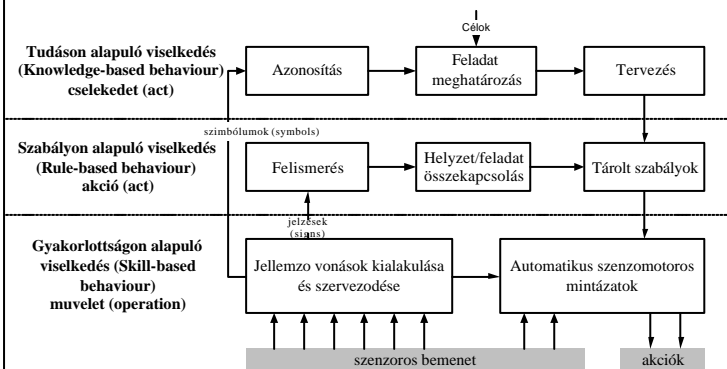 Célok
Tudáson alapuló viselkedés
(Knowledge-based behaviour)
cselekedet (act)
Azonosítás
Feladat
meghatározás
Tervezés
szimbólumok (symbols)
Szabályon alapuló viselkedés
(Rule-based behaviour)
akció (act)
Felismerés
Helyzet/feladat
összekapcsolás
Tárolt szabályok
jelzések
(signs)
Gyakorlottságon alapuló
viselkedés (Skill-based
behaviour)
muvelet (operation)
Jellemzo vonások kialakulása
és szervezodése
Automatikus szenzomotoros
mintázatok
szenzoros bemenet
akciók